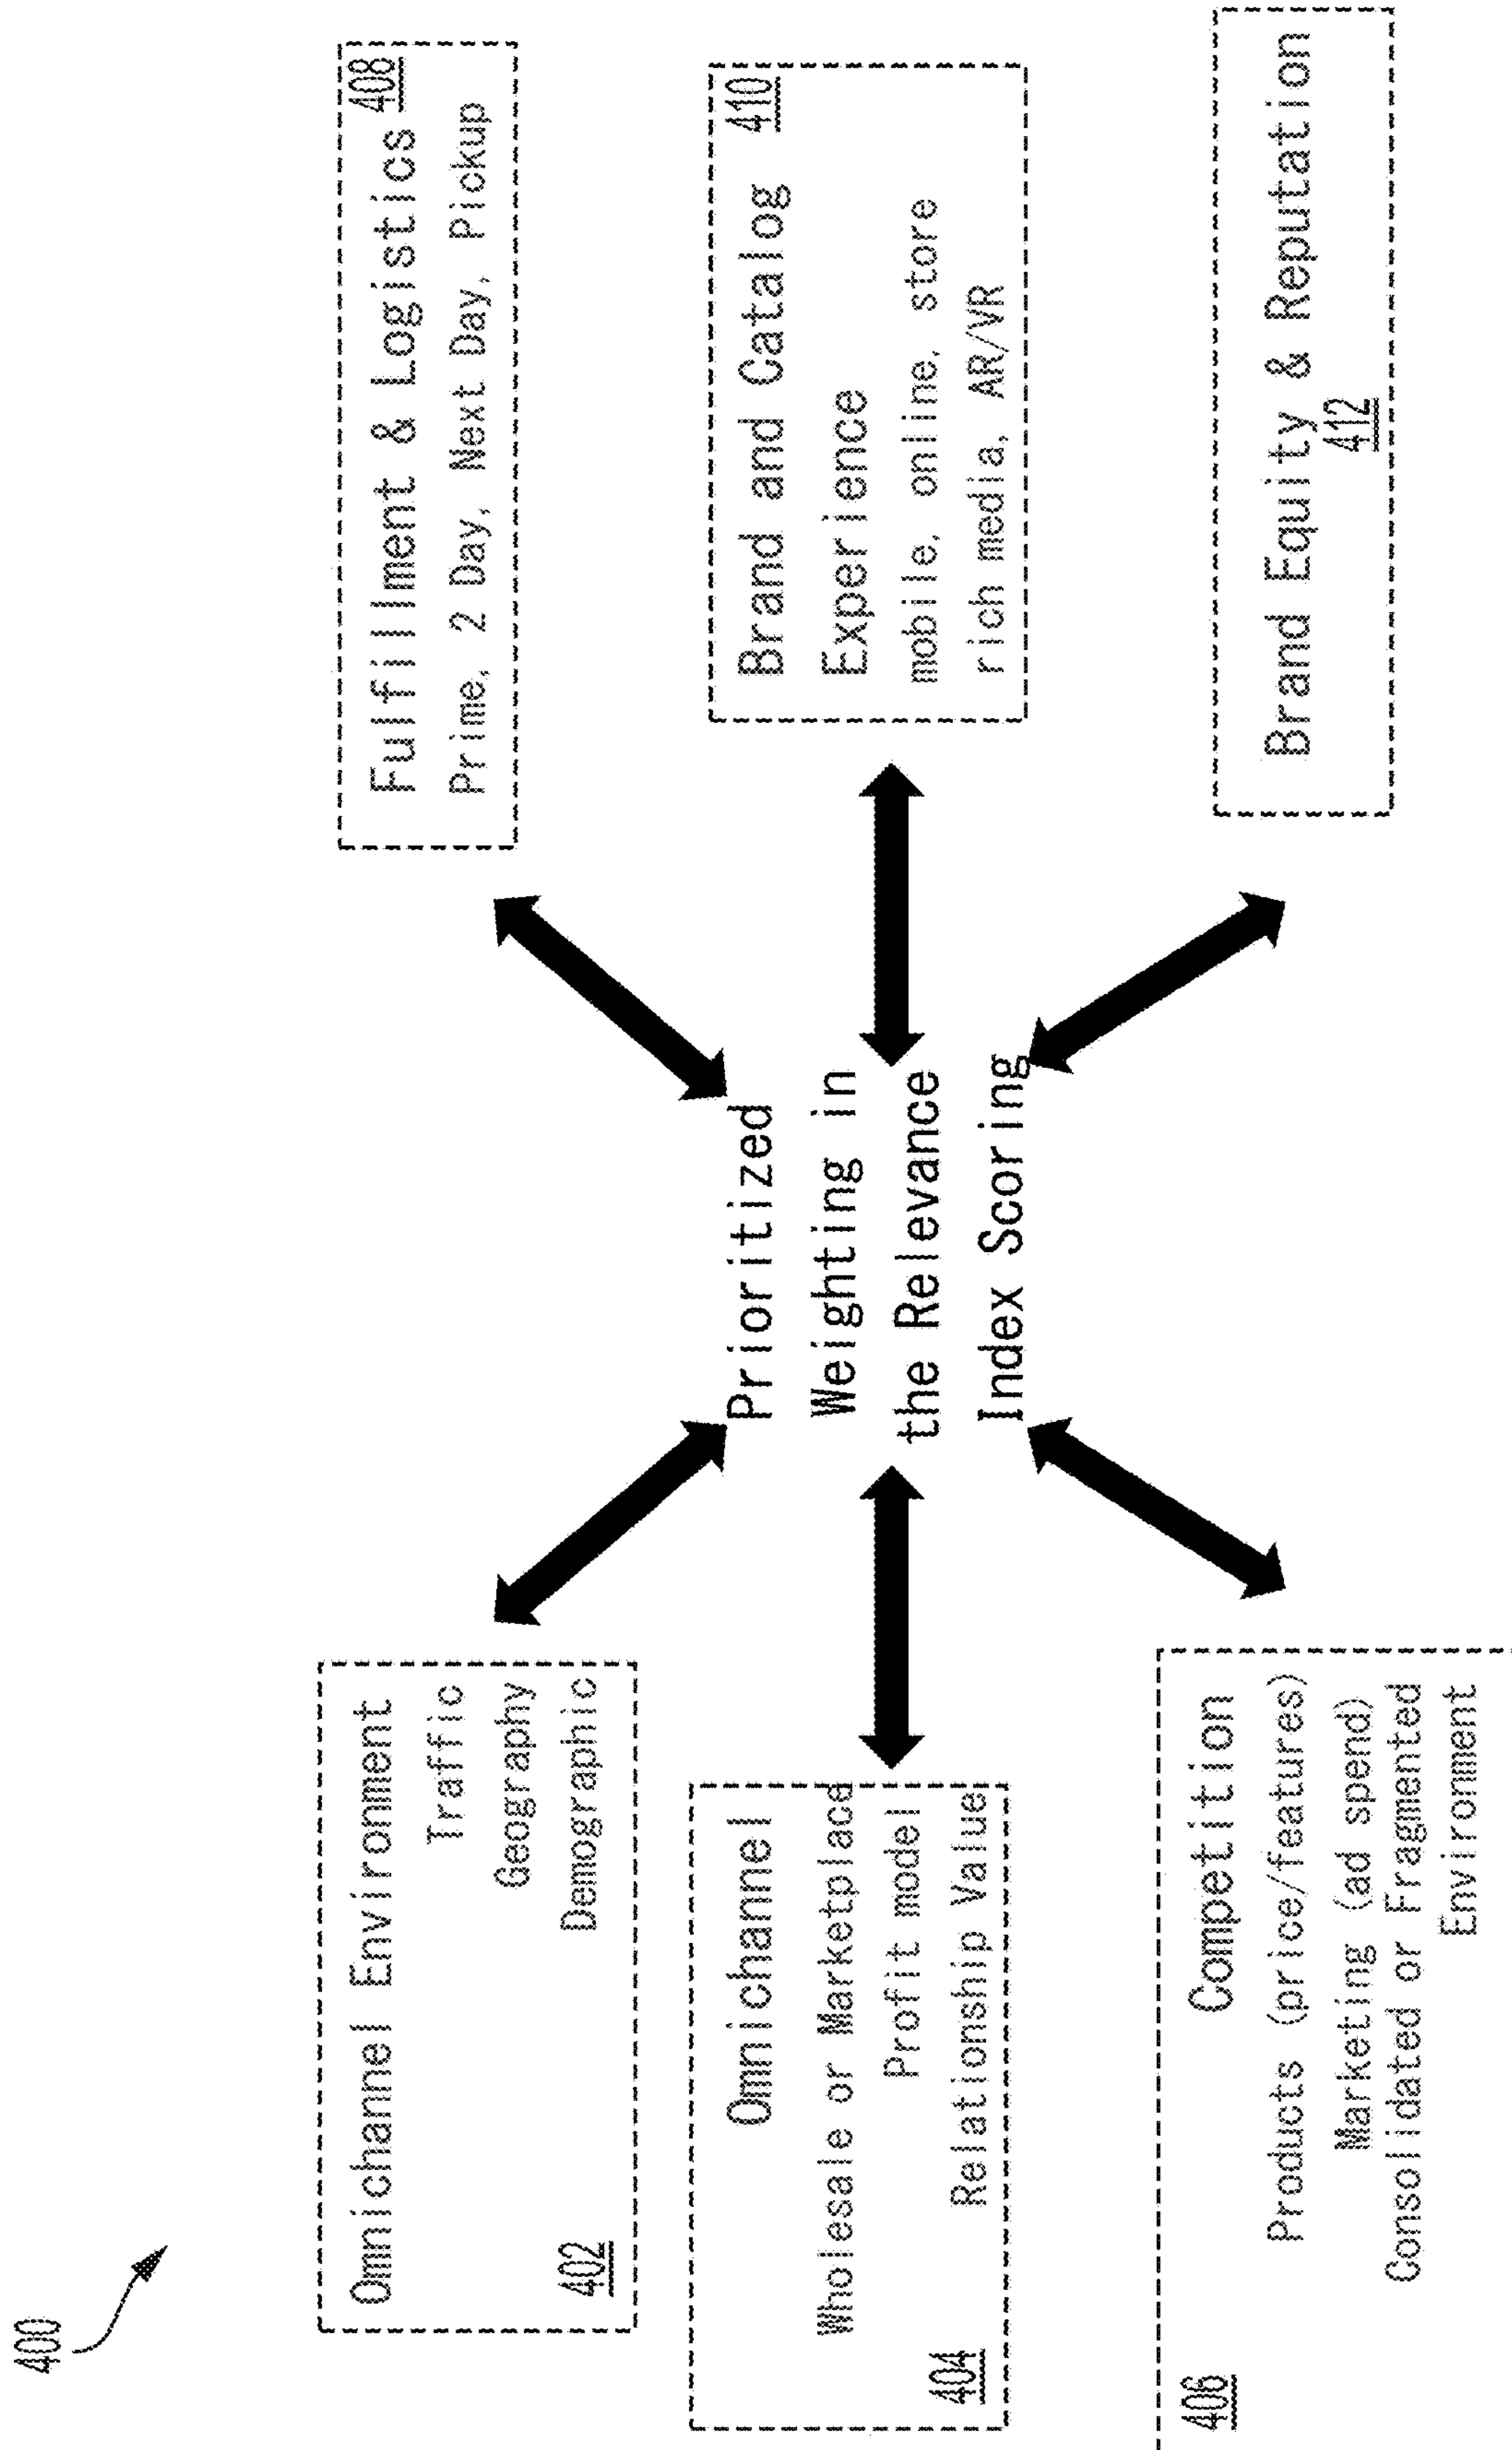 400
Omnichannel Environment
Traffic
Geography
Demographic
402
Omnichannel
Wholesale or Marketplace
Profit model
Relationship Value
404
Competition
406
Products (price/features)
Marketing (ad spend)
Consolidated or Fragmented
Environment
Prioritized
Weighting in
the Relevance
Index Scoring
Fulfillment & Logistics
408
Prime, 2 Day, Next Day, Pickup
Brand and Catalog
410
Experience
mobile, online, store
rich media, AR/VR
Brand Equity & Reputation
412